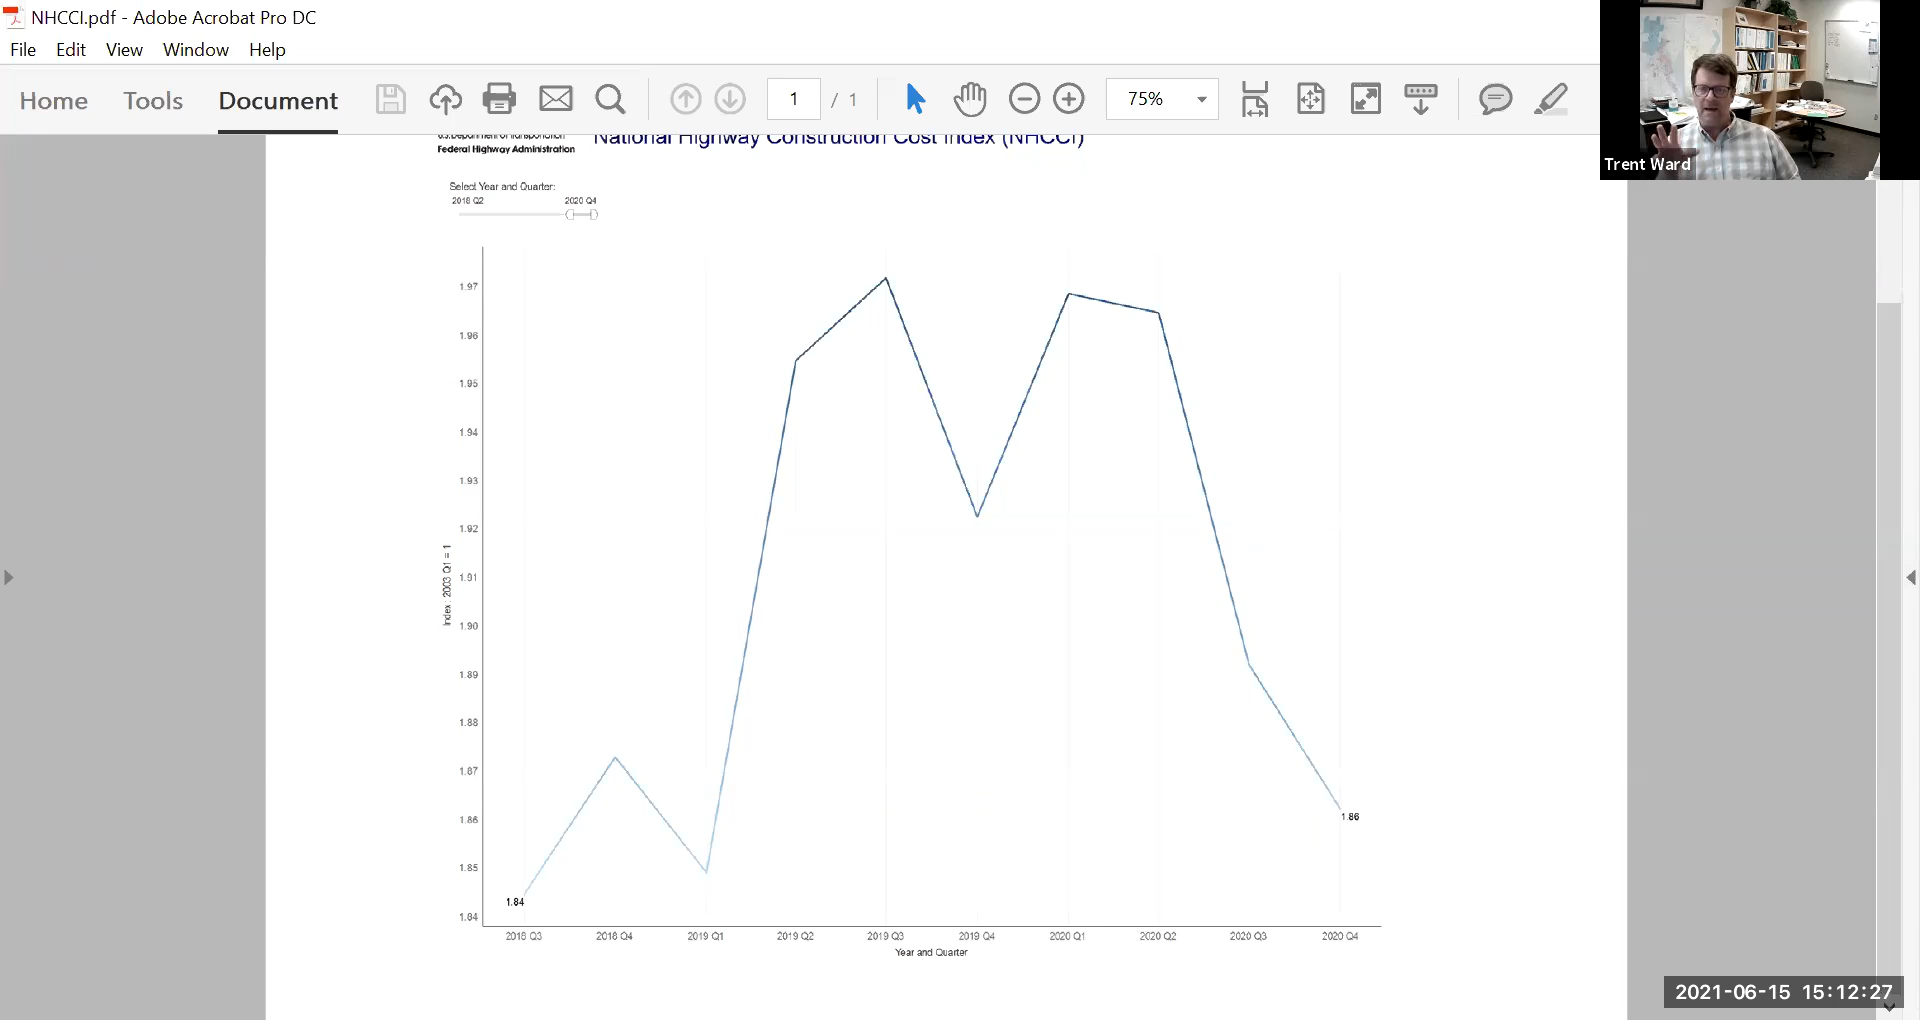 NHCCI.pdf - Adobe Acrobat Pro DC
File Edit View Window Help
Home Tools Document
1 / 1
75%
Trent Ward
U.S.Department of Transportation
Federal Highway Administration
National Highway Construction Cost Index (NHCCI)
Select Year and Quarter:
2018 Q2 2020 Q4
Index: 2003 Q1 = 1
1.97
1.96
1.95
1.94
1.93
1.92
1.91
1.90
1.89
1.88
1.87
1.86
1.85
1.84
1.84
1.86
2018 Q3 2018 Q4 2019 Q1 2019 Q2 2019 Q3 2019 Q4 2020 Q1 2020 Q2 2020 Q3 2020 Q4
Year and Quarter
2021-06-15 15:12:27